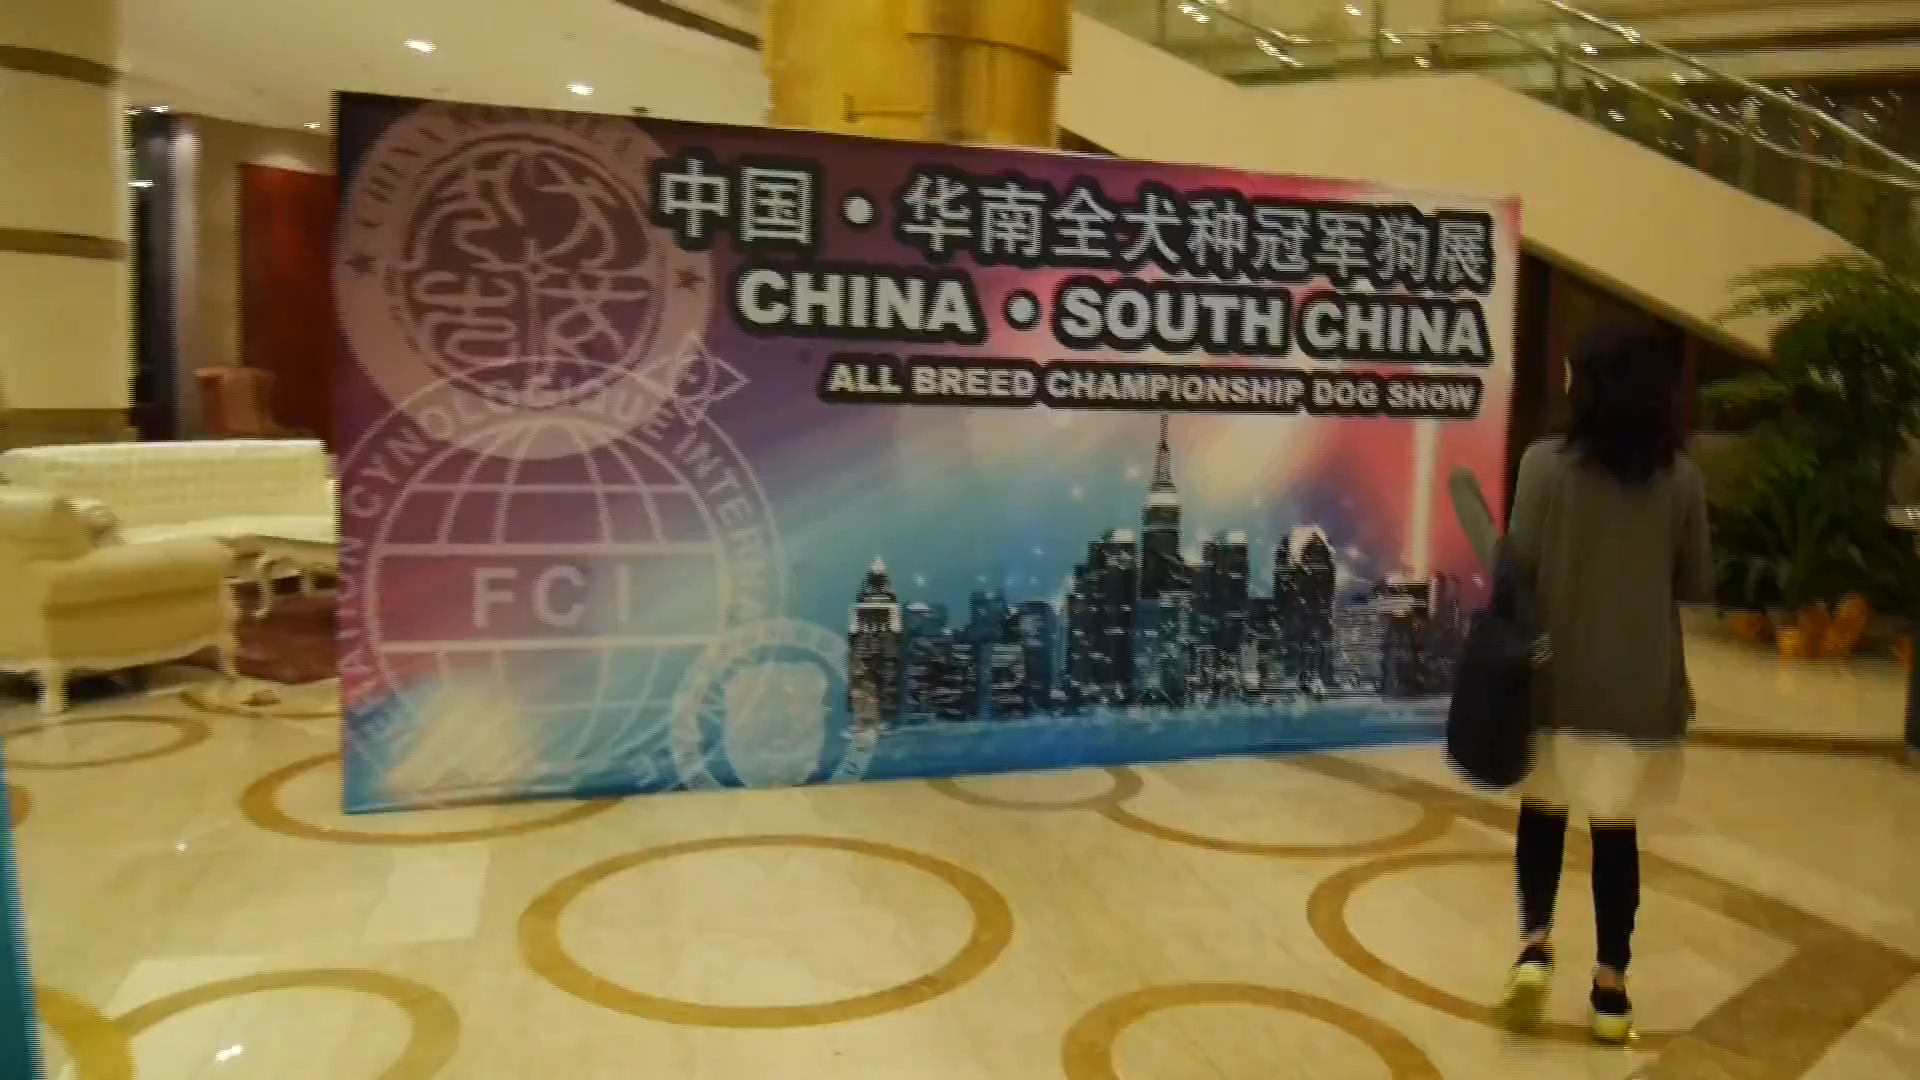 中国•华南全犬种冠军狗展
CHINA • SOUTH CHINA
ALL BREED CHAMPIONSHIP DOG SHOW
FCI